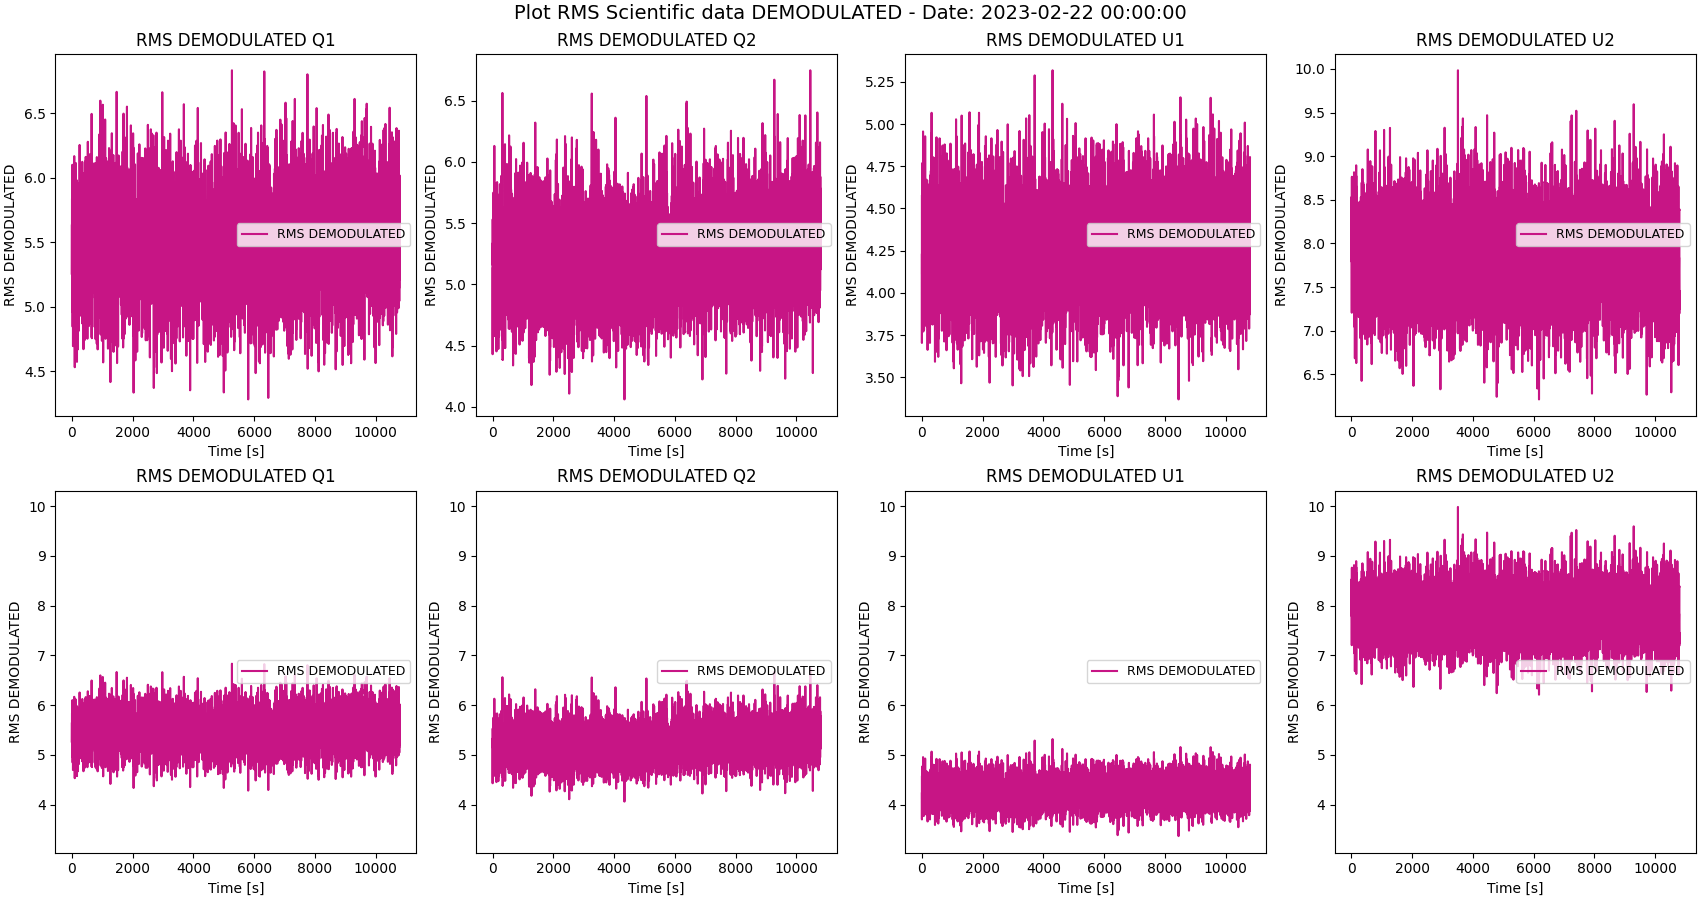 Plot RMS Scientific data DEMODULATED - Date: 2023-02-22 00:00:00
RMS DEMODULATED Q1
RMS DEMODULATED
6.5
6.0
5.5
5.0
4.5
RMS DEMODULATED
0 2000 4000 6000 8000 10000
Time [s]
RMS DEMODULATED Q2
RMS DEMODULATED
6.5
6.0
5.5
5.0
4.5
4.0
RMS DEMODULATED
0 2000 4000 6000 8000 10000
Time [s]
RMS DEMODULATED U1
RMS DEMODULATED
5.25
5.00
4.75
4.50
4.25
4.00
3.75
3.50
RMS DEMODULATED
0 2000 4000 6000 8000 10000
Time [s]
RMS DEMODULATED U2
RMS DEMODULATED
10.0
9.5
9.0
8.5
8.0
7.5
7.0
6.5
RMS DEMODULATED
0 2000 4000 6000 8000 10000
Time [s]
RMS DEMODULATED Q1
RMS DEMODULATED
10
9
8
7
6
5
4
RMS DEMODULATED
0 2000 4000 6000 8000 10000
Time [s]
RMS DEMODULATED Q2
RMS DEMODULATED
10
9
8
7
6
5
4
RMS DEMODULATED
0 2000 4000 6000 8000 10000
Time [s]
RMS DEMODULATED U1
RMS DEMODULATED
10
9
8
7
6
5
4
RMS DEMODULATED
0 2000 4000 6000 8000 10000
Time [s]
RMS DEMODULATED U2
RMS DEMODULATED
10
9
8
7
6
5
4
RMS DEMODULATED
0 2000 4000 6000 8000 10000
Time [s]